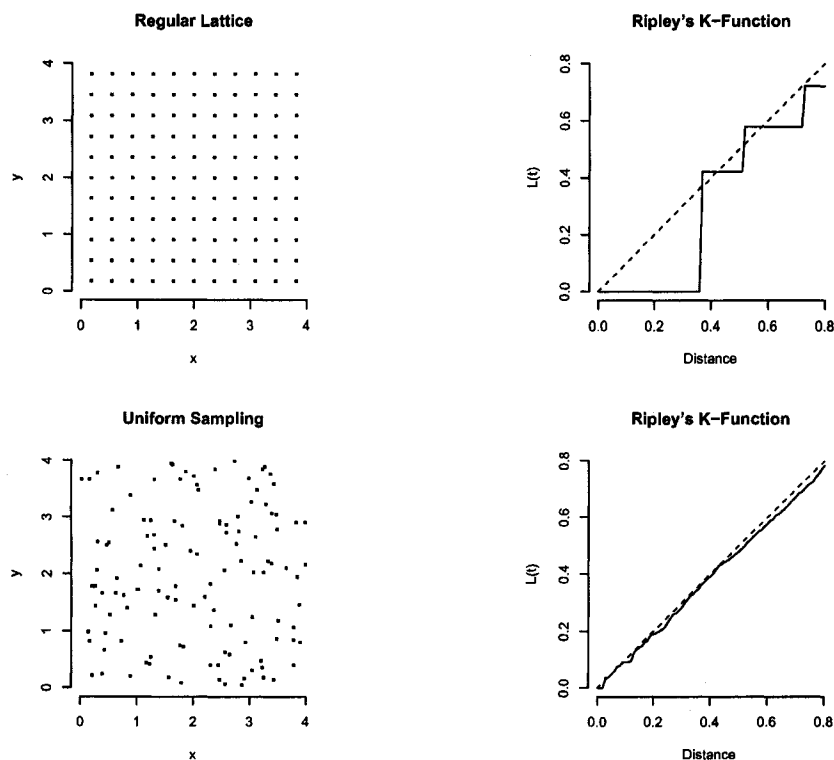 Regular Lattice
y
0
1
2
3
4
0 1 2 3 4
x
Ripley's K−Function
L(t)
0.0
0.2
0.4
0.6
0.8
0.0 0.2 0.4 0.6 0.8
Distance
Uniform Sampling
y
0
1
2
3
4
0 1 2 3 4
x
Ripley's K−Function
L(t)
0.0
0.2
0.4
0.6
0.8
0.0 0.2 0.4 0.6 0.8
Distance